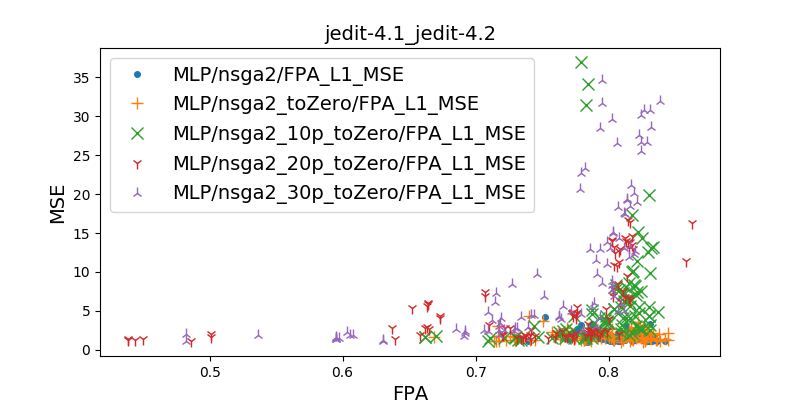 jedit-4.1_jedit-4.2
MLP/nsga2/FPA_L1_MSE
MLP/nsga2_toZero/FPA_L1_MSE
MLP/nsga2_10p_toZero/FPA_L1_MSE
MLP/nsga2_20p_toZero/FPA_L1_MSE
MLP/nsga2_30p_toZero/FPA_L1_MSE
MSE
35
30
25
20
15
10
5
0
0.5 0.6 0.7 0.8
FPA